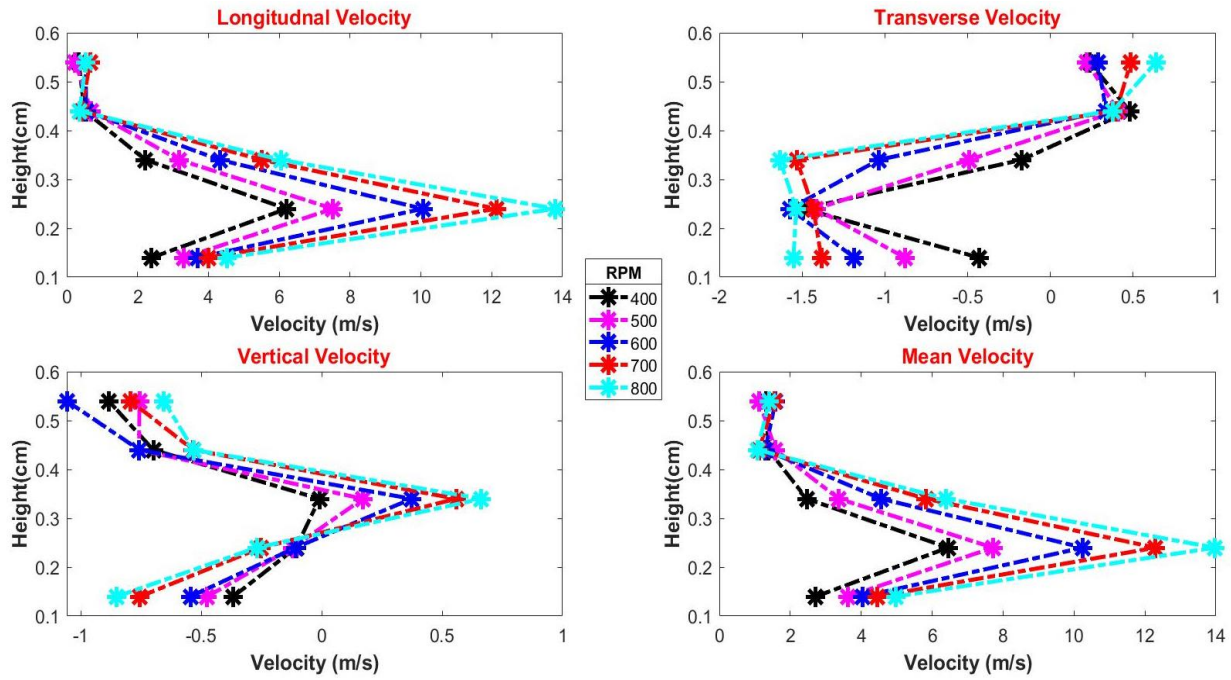 Longitudnal Velocity
0.6
0.5
0.4
0.3
0.2
0.1
Height(cm)
0 2 4 6 8 10 12 14
Velocity (m/s)
Transverse Velocity
0.6
0.5
0.4
0.3
0.2
0.1
Height(cm)
-2 -1.5 -1 -0.5 0 0.5 1
Velocity (m/s)
RPM
400
500
600
700
800
Vertical Velocity
0.6
0.5
0.4
0.3
0.2
0.1
Height(cm)
-1 -0.5 0 0.5 1
Velocity (m/s)
Mean Velocity
0.6
0.5
0.4
0.3
0.2
0.1
Height(cm)
0 2 4 6 8 10 12 14
Velocity (m/s)